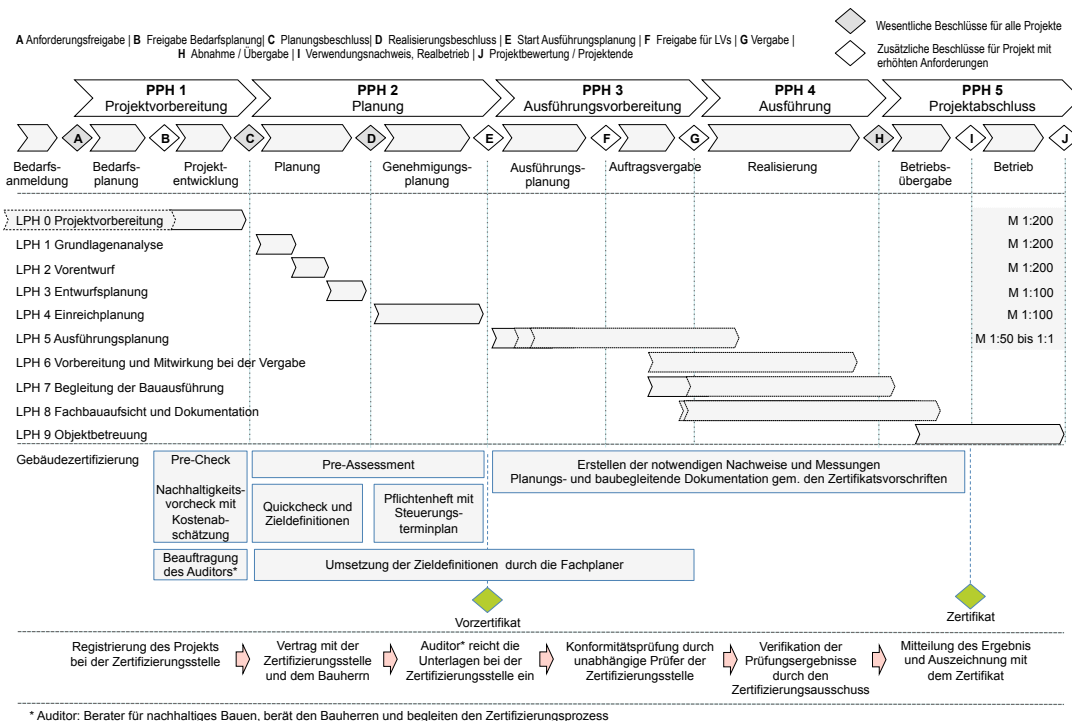 Wesentliche Beschlüsse für alle Projekte
Zusätzliche Beschlüsse für Projekt mit
erhöhten Anforderungen
A Anforderungsfreigabe | B Freigabe Bedarfsplanung| C Planungsbeschluss| D Realisierungsbeschluss | E Start Ausführungsplanung | F Freigabe für LVs | G Vergabe |
H Abnahme / Übergabe | I Verwendungsnachweis, Realbetrieb | J Projektbewertung / Projektende
PPH 1
Projektvorbereitung
PPH 2
Planung
PPH 3
Ausführungsvorbereitung
PPH 4
Ausführung
PPH 5
Projektabschluss
A
B
C
D
E
F
G
H
I
J
Bedarfs-
anmeldung
Bedarfs-
planung
Projekt-
entwicklung
Planung
Genehmigungs-
planung
Ausführungs-
planung
Auftragsvergabe
Realisierung
Betriebs-
übergabe
Betrieb
LPH 0 Projektvorbereitung
M 1:200
LPH 1 Grundlagenanalyse
M 1:200
LPH 2 Vorentwurf
M 1:200
LPH 3 Entwurfsplanung
M 1:100
LPH 4 Einreichplanung
M 1:100
LPH 5 Ausführungsplanung
M 1:50 bis 1:1
LPH 6 Vorbereitung und Mitwirkung bei der Vergabe
LPH 7 Begleitung der Bauausführung
LPH 8 Fachbauaufsicht und Dokumentation
LPH 9 Objektbetreuung
Gebäudezertifizierung
Pre-Check
Nachhaltigkeits-
vorcheck mit
Kostenab-
schätzung
Pre-Assessment
Quickcheck und
Zieldefinitionen
Pflichtenheft mit
Steuerungs-
terminplan
Erstellen der notwendigen Nachweise und Messungen
Planungs- und baubegleitende Dokumentation gem. den Zertifikatsvorschriften
Beauftragung
des Auditors*
Umsetzung der Zieldefinitionen durch die Fachplaner
Vorzertifikat
Zertifikat
Registrierung des Projekts
bei der Zertifizierungsstelle
Vertrag mit der
Zertifizierungsstelle
und dem Bauherrn
Auditor* reicht die
Unterlagen bei der
Zertifizierungsstelle ein
Konformitätsprüfung durch
unabhängige Prüfer der
Zertifizierungsstelle
Verifikation der
Prüfungsergebnisse
durch den
Zertifizierungsausschuss
Mitteilung des Ergebnis
und Auszeichnung mit
dem Zertifikat
* Auditor: Berater für nachhaltiges Bauen, berät den Bauherren und begleiten den Zertifizierungsprozess